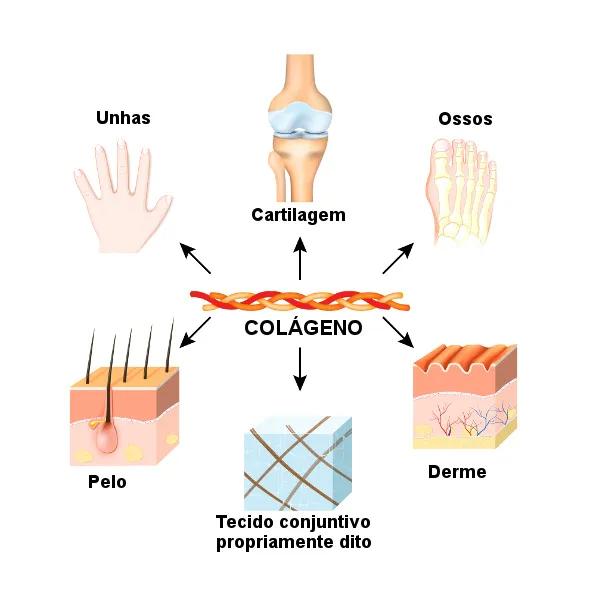 Unhas
Ossos
Cartilagem
COLÁGENO
Pelo
Derme
Tecido conjuntivo
propriamente dito